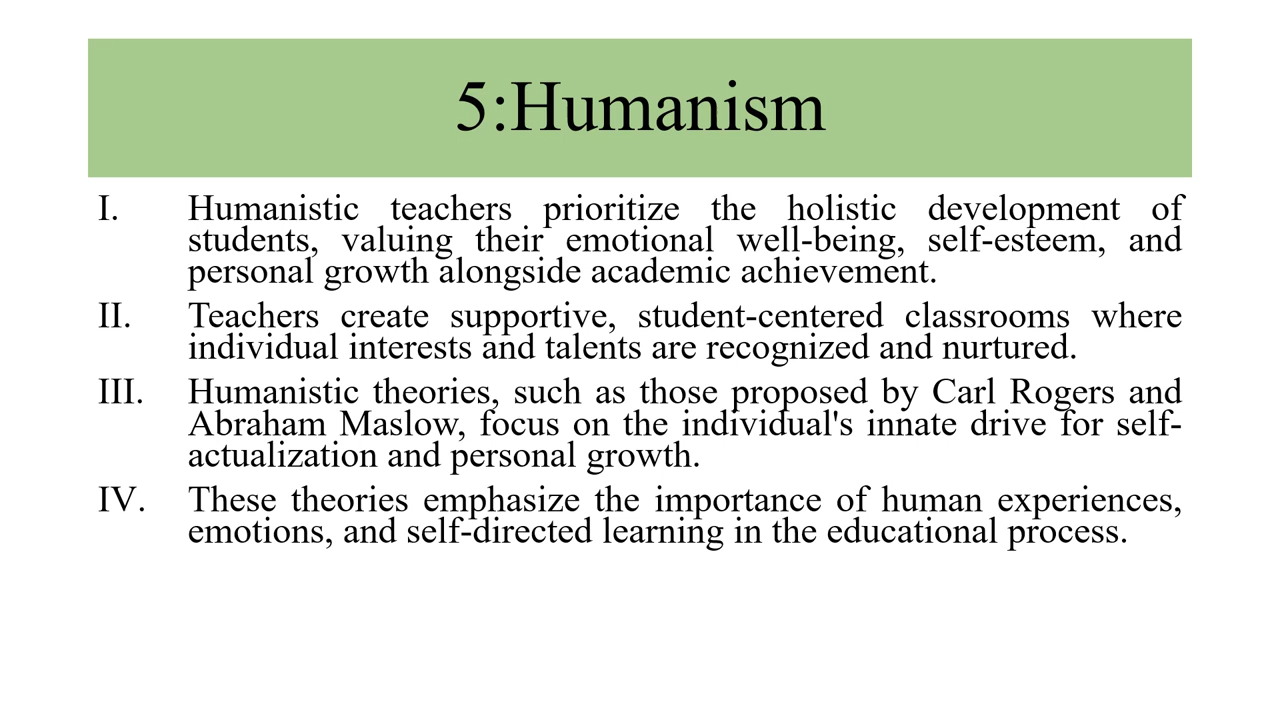 5:Humanism
I. Humanistic teachers prioritize the holistic development of
students, valuing their emotional well-being, self-esteem, and
personal growth alongside academic achievement.
II. Teachers create supportive, student-centered classrooms where
individual interests and talents are recognized and nurtured.
III. Humanistic theories, such as those proposed by Carl Rogers and
Abraham Maslow, focus on the individual's innate drive for self-
actualization and personal growth.
IV. These theories emphasize the importance of human experiences,
emotions, and self-directed learning in the educational process.